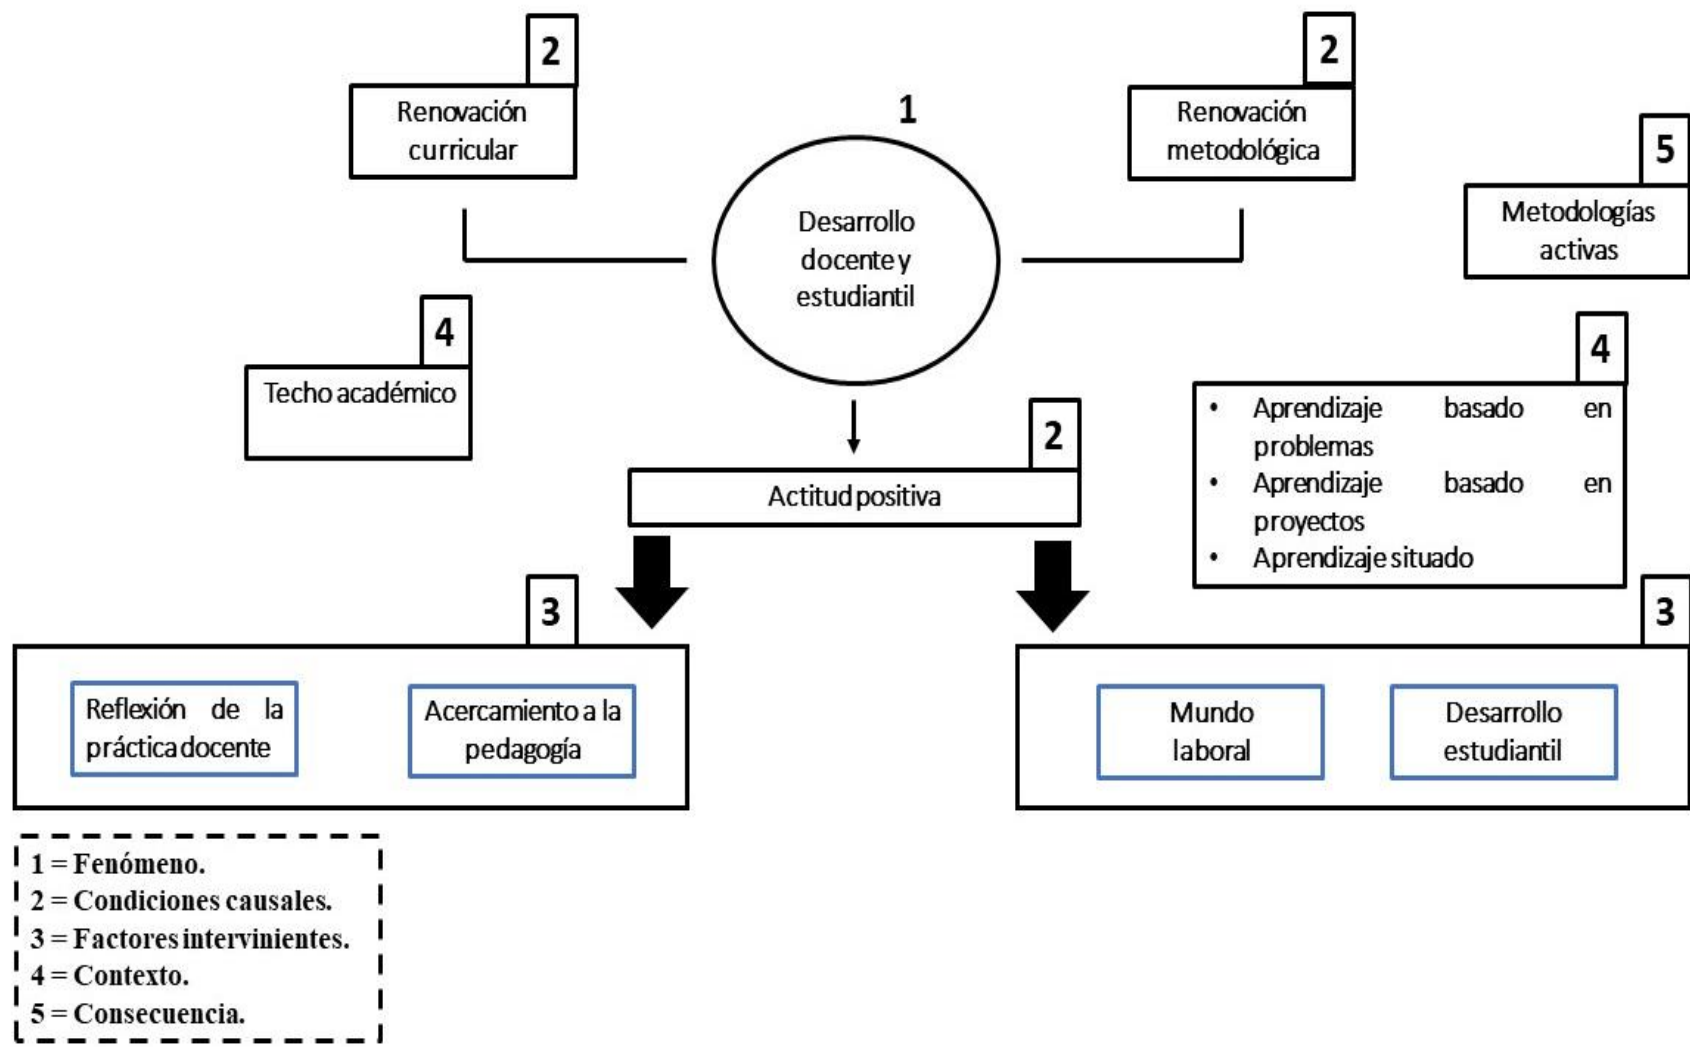 2
Renovación
curricular
1
2
Renovación
metodológica
5
Metodologías
activas
Desarrollo
docente y
estudiantil
4
Techo académico
4
• Aprendizaje basado en
problemas
• Aprendizaje basado en
proyectos
• Aprendizaje situado
2
Actitud positiva
3
Reflexión de la
práctica docente
Acercamiento a la
pedagogía
3
Mundo
laboral
Desarrollo
estudiantil
1 = Fenómeno.
2 = Condiciones causales.
3 = Factores intervinientes.
4 = Contexto.
5 = Consecuencia.